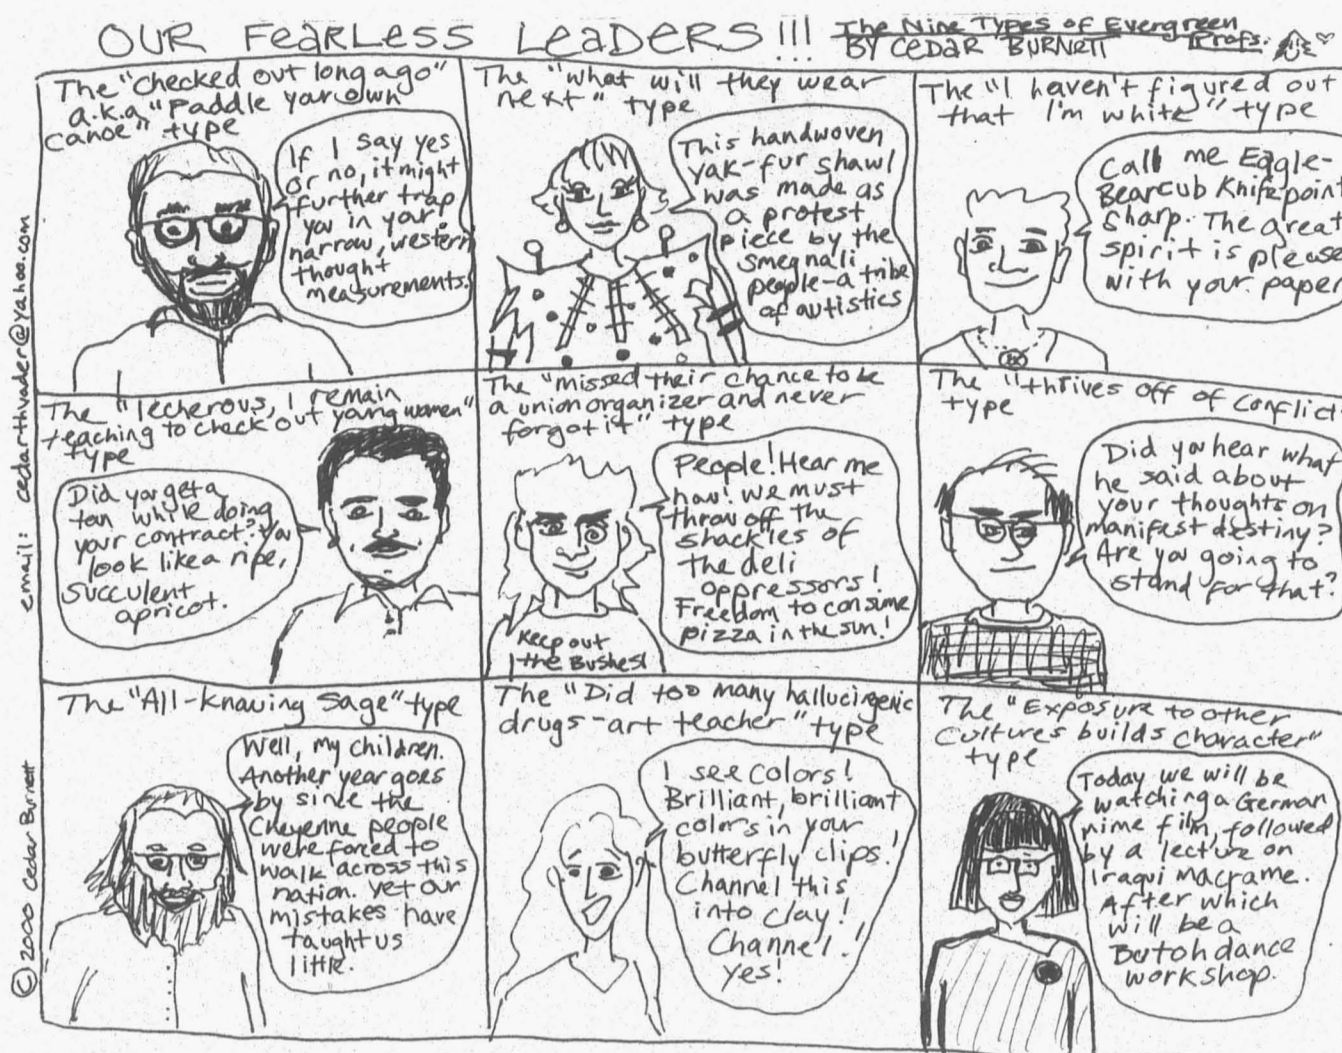 OUR FEARLESS LEADERS!!!
The Nine Types of Evergreen
Profs.
BY CEDAR BURNETT
The "checked out long ago"
a.k.a. "Paddle yar own
canoe" type
If I say yes
or no, it might
further trap
you in your
narrow, western
thought
measurements.
The "what will they wear
next" type
This handwoven
yak-fur shawl
was made as
a protest
piece by the
smegnali
people-a tribe
of autistics
The "I haven't figured out
that I'm white" type
Call me Eagle-
Bearcub Knifepoint
sharp. The great
spirit is please
with your paper
The "lecherous, I remain
teaching to check out young women"
type
Did you get a
tan while doing
your contract? You
look like a ripe,
succulent
apricot.
The "missed their chance to be
a union organizer and never
forgot it" type
People! Hear me
now! We must
throw off the
shackles of
the deli
oppressors!
Freedom to consume
pizza in the sun!
Keep out
the Bushes!
The "thrives off of conflict"
type
Did you hear what
he said about
your thoughts on
manifest destiny?
Are you going to
stand for that?
The "All-knowing Sage" type
Well, my children.
Another year goes
by since the
Cheyenne people
were forced to
walk across this
nation. Yet our
mistakes have
taught us
little.
The "Did too many hallucigenic
drugs-art teacher" type
I see colors!
Brilliant, brilliant
colors in your
butterfly clips!
Channel this
into clay!
Channel!
Yes!
The "Exposure to other
cultures builds character"
type
Today we will be
watching a German
mime film, followed
by a lecture on
Iraqui macrame.
After which
will be a
Butoh dance
workshop.
email: cedarthvader@yahoo.com
© 2000 Cedar Burnett